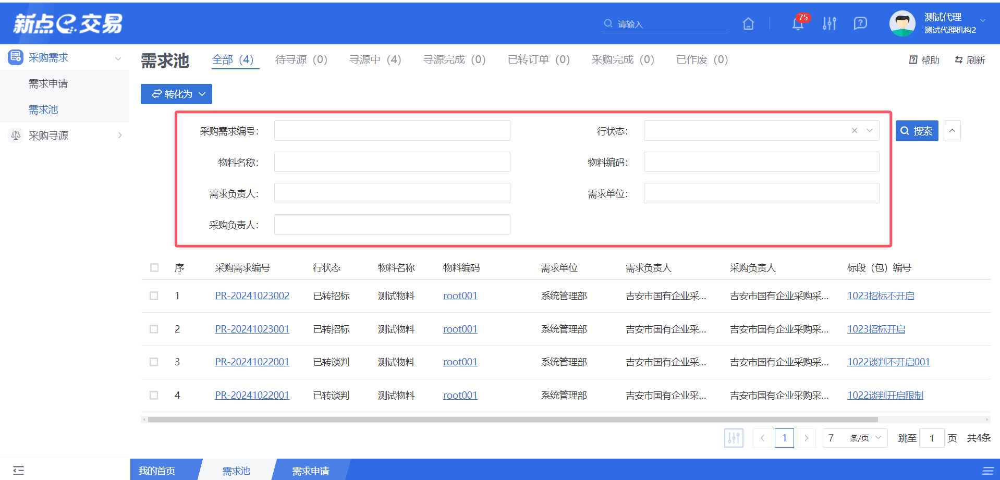 新点e交易
请输入
75
测试代理
测试代理机构2
采购需求
需求申请
需求池
采购寻源
需求池
全部（4） 待寻源（0） 寻源中（4） 寻源完成（0） 已转订单（0） 采购完成（0） 已作废（0）
帮助 刷新
转化为
采购需求编号： 行状态： 搜索
物料名称： 物料编码：
需求负责人： 需求单位：
采购负责人：
序 采购需求编号 行状态 物料名称 物料编码 需求单位 需求负责人 采购负责人 标段（包）编号
1 PR-20241023002 已转招标 测试物料 root001 系统管理部 吉安市国有企业采... 吉安市国有企业采购采... 1023招标不开启
2 PR-20241023001 已转招标 测试物料 root001 系统管理部 吉安市国有企业采... 吉安市国有企业采购采... 1023招标开启
3 PR-20241022001 已转谈判 测试物料 root001 系统管理部 吉安市国有企业采... 吉安市国有企业采购采... 1022谈判不开启001
4 PR-20241022001 已转谈判 测试物料 root001 系统管理部 吉安市国有企业采... 吉安市国有企业采购采... 1022谈判开启限制
1 7 条/页 跳至 1 页 共4条
我的首页 需求池 需求申请